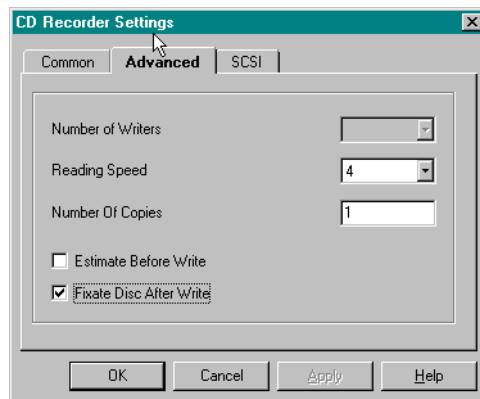 CD Recorder Settings
Common Advanced SCSI
Number of Writers
Reading Speed 4
Number Of Copies 1
Estimate Before Write
Fixate Disc After Write
OK Cancel Apply Help